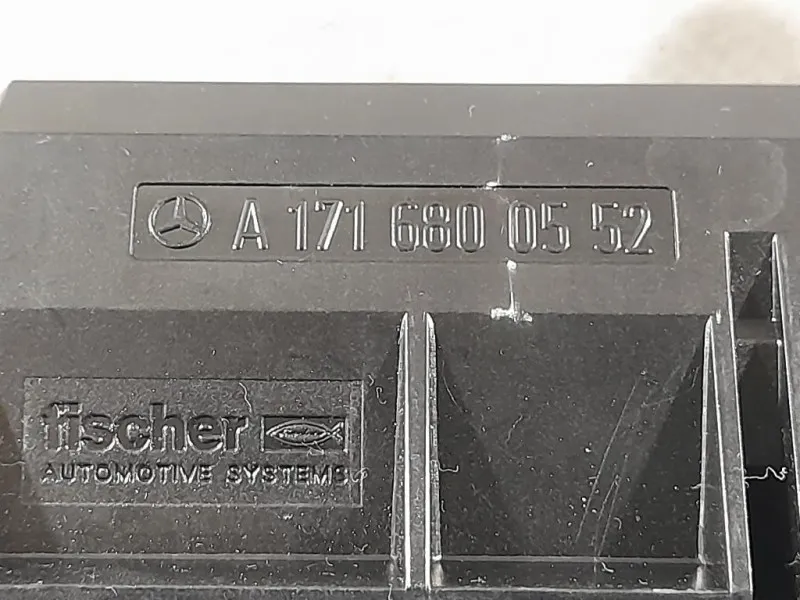 A 171 680 05 52
fischer
AUTOMOTIVE SYSTEMS